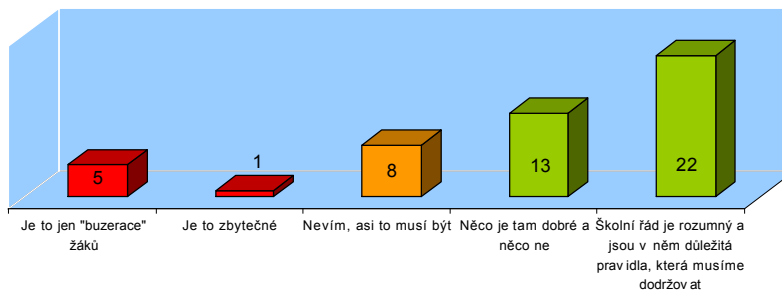 5
1
8
13
22
Je to jen "buzerace"
žáků
Je to zbytečné
Nevím, asi to musí být
Něco je tam dobré a
něco ne
Školní řád je rozumný a
jsou v něm důležitá
pravidla, která musíme
dodržovat